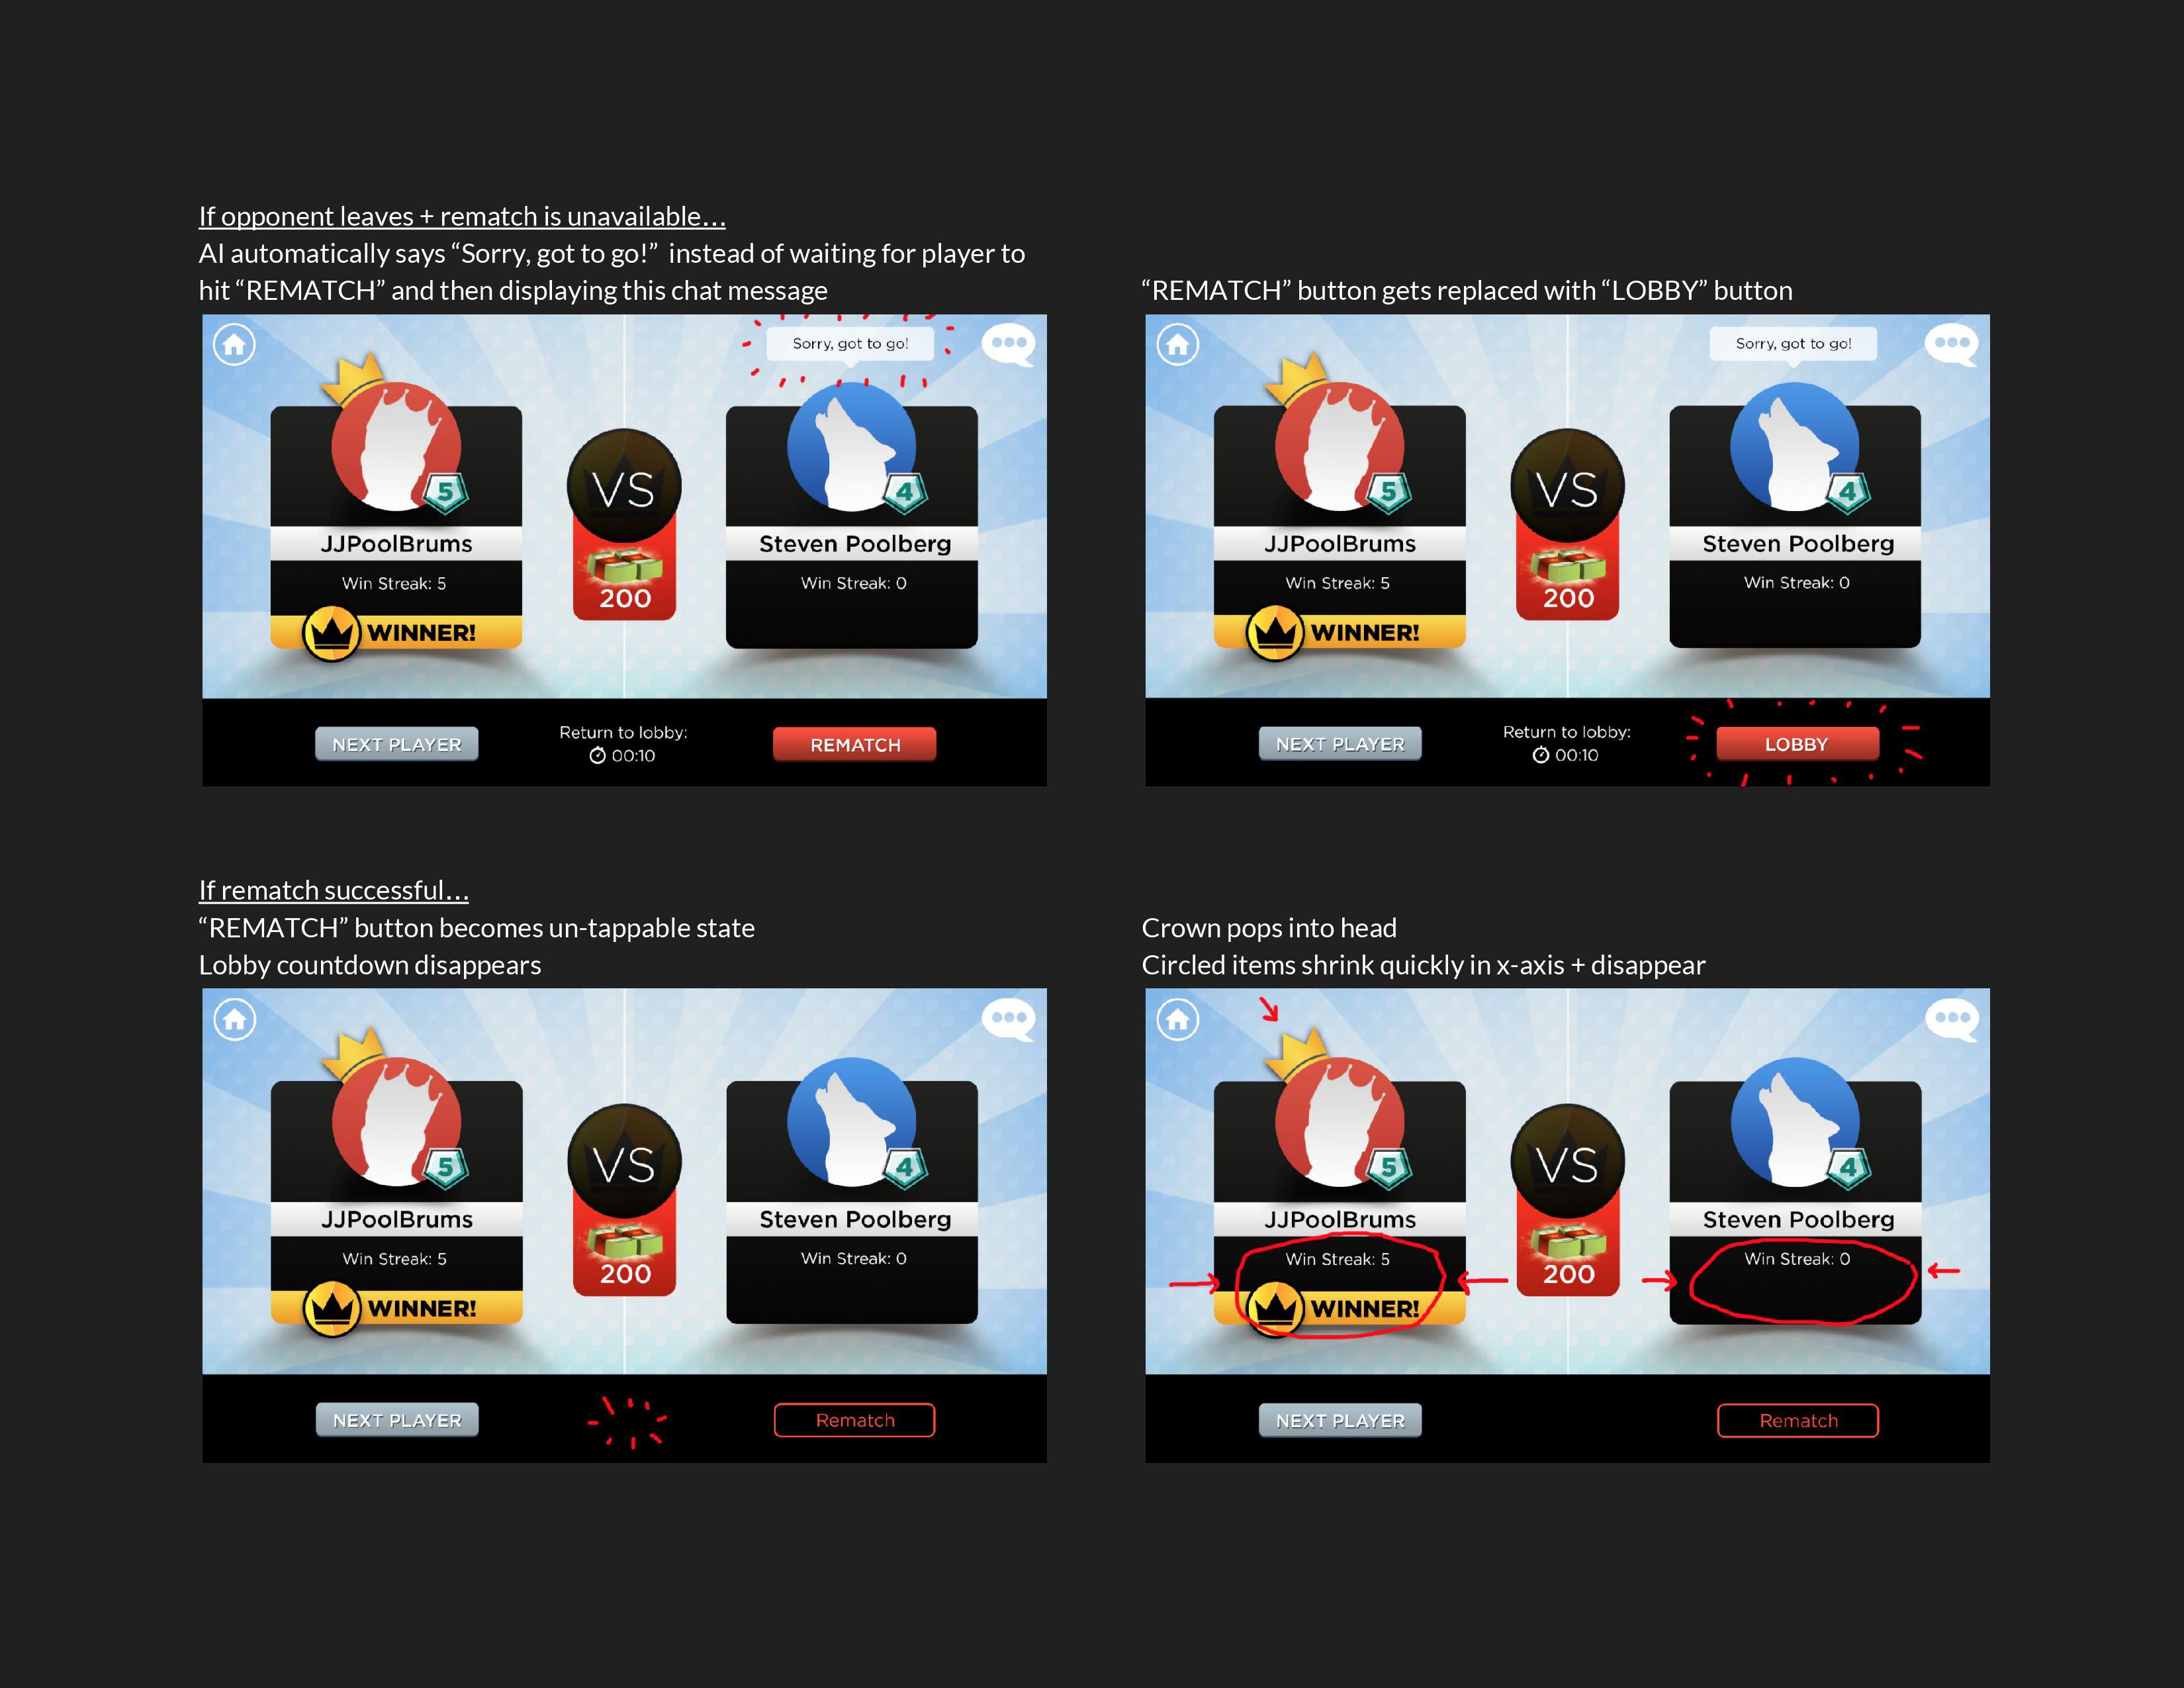 If opponent leaves + rematch is unavailable...
AI automatically says “Sorry, got to go!” instead of waiting for player to
hit “REMATCH” and then displaying this chat message
Sorry, got to go!
5
4
VS
JJPoolBrums
Steven Poolberg
Win Streak: 5
Win Streak: 0
200
WINNER!
NEXT PLAYER
Return to lobby:
00:10
REMATCH
“REMATCH” button gets replaced with “LOBBY” button
Sorry, got to go!
5
4
VS
JJPoolBrums
Steven Poolberg
Win Streak: 5
Win Streak: 0
200
WINNER!
NEXT PLAYER
Return to lobby:
00:10
LOBBY
If rematch successful...
“REMATCH” button becomes un-tappable state
Lobby countdown disappears
5
4
VS
JJPoolBrums
Steven Poolberg
Win Streak: 5
Win Streak: 0
200
WINNER!
NEXT PLAYER
Rematch
Crown pops into head
Circled items shrink quickly in x-axis + disappear
5
4
VS
JJPoolBrums
Steven Poolberg
Win Streak: 5
Win Streak: 0
200
WINNER!
NEXT PLAYER
Rematch